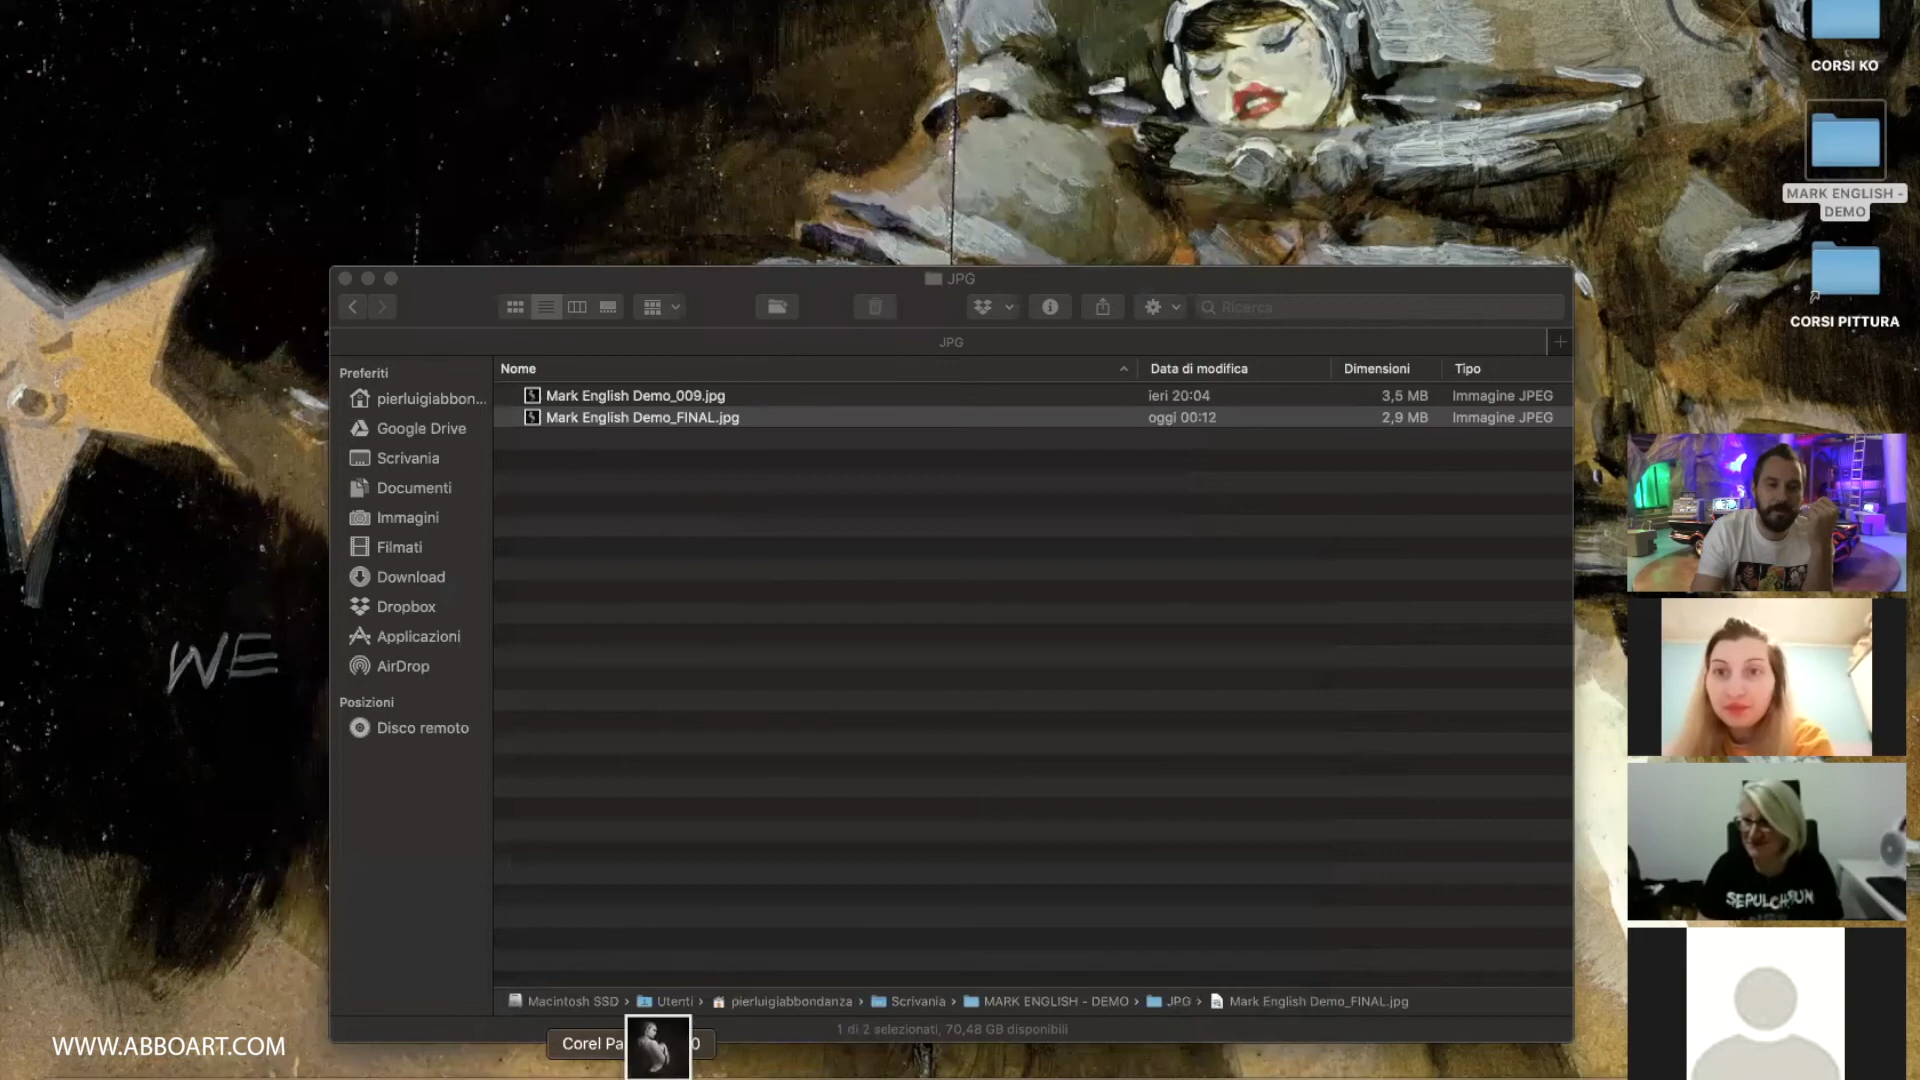 CORSI KO
MARK ENGLISH -
DEMO
CORSI PITTURA
JPG
Ricerca
JPG
Preferiti
pierluigiabbon...
Google Drive
Scrivania
Documenti
Immagini
Filmati
Download
Dropbox
Applicazioni
AirDrop
Posizioni
Disco remoto
Nome Data di modifica Dimensioni Tipo
Mark English Demo_009.jpg ieri 20:04 3,5 MB Immagine JPEG
Mark English Demo_FINAL.jpg oggi 00:12 2,9 MB Immagine JPEG
WE
Macintosh SSD › Utenti › pierluigiabbondanza › Scrivania › MARK ENGLISH - DEMO › JPG › Mark English Demo_FINAL.jpg
1 di 2 selezionati, 70,48 GB disponibili
Corel Pa 0
WWW.ABBOART.COM